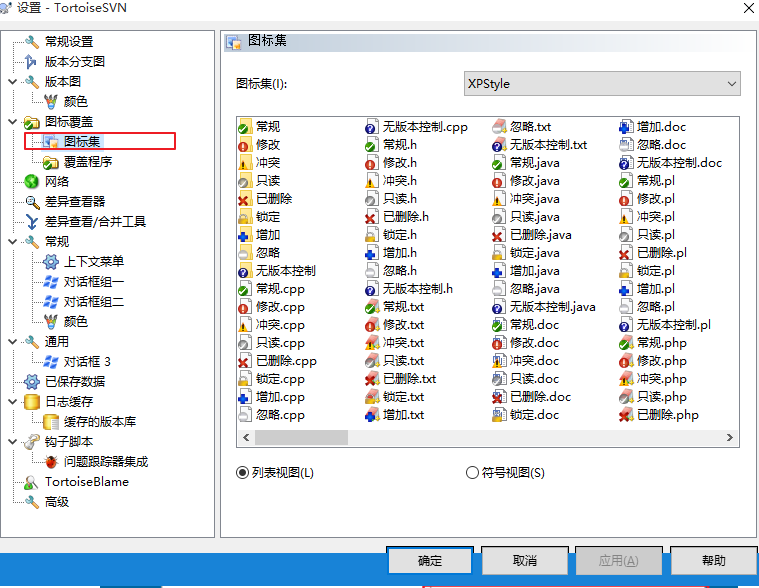 设置 - TortoiseSVN
常规设置
版本分支图
版本图
颜色
图标覆盖
图标集
覆盖程序
网络
差异查看器
差异查看/合并工具
常规
上下文菜单
对话框组一
对话框组二
颜色
通用
对话框 3
已保存数据
日志缓存
缓存的版本库
钩子脚本
问题跟踪器集成
TortoiseBlame
高级
图标集
图标集(I): XPStyle
常规 无版本控制.cpp 忽略.txt 增加.doc
修改 常规.h 无版本控制.txt 忽略.doc
冲突 修改.h 常规.java 无版本控制.doc
只读 冲突.h 修改.java 常规.pl
已删除 只读.h 冲突.java 修改.pl
锁定 已删除.h 只读.java 冲突.pl
增加 锁定.h 已删除.java 只读.pl
忽略 增加.h 锁定.java 已删除.pl
无版本控制 忽略.h 增加.java 锁定.pl
常规.cpp 无版本控制.h 忽略.java 增加.pl
修改.cpp 常规.txt 无版本控制.java 忽略.pl
冲突.cpp 修改.txt 常规.doc 无版本控制.pl
只读.cpp 冲突.txt 修改.doc 常规.php
已删除.cpp 只读.txt 冲突.doc 修改.php
锁定.cpp 已删除.txt 只读.doc 冲突.php
增加.cpp 锁定.txt 已删除.doc 只读.php
忽略.cpp 增加.txt 锁定.doc 已删除.php
列表视图(L) 符号视图(S)
确定 取消 应用(A) 帮助